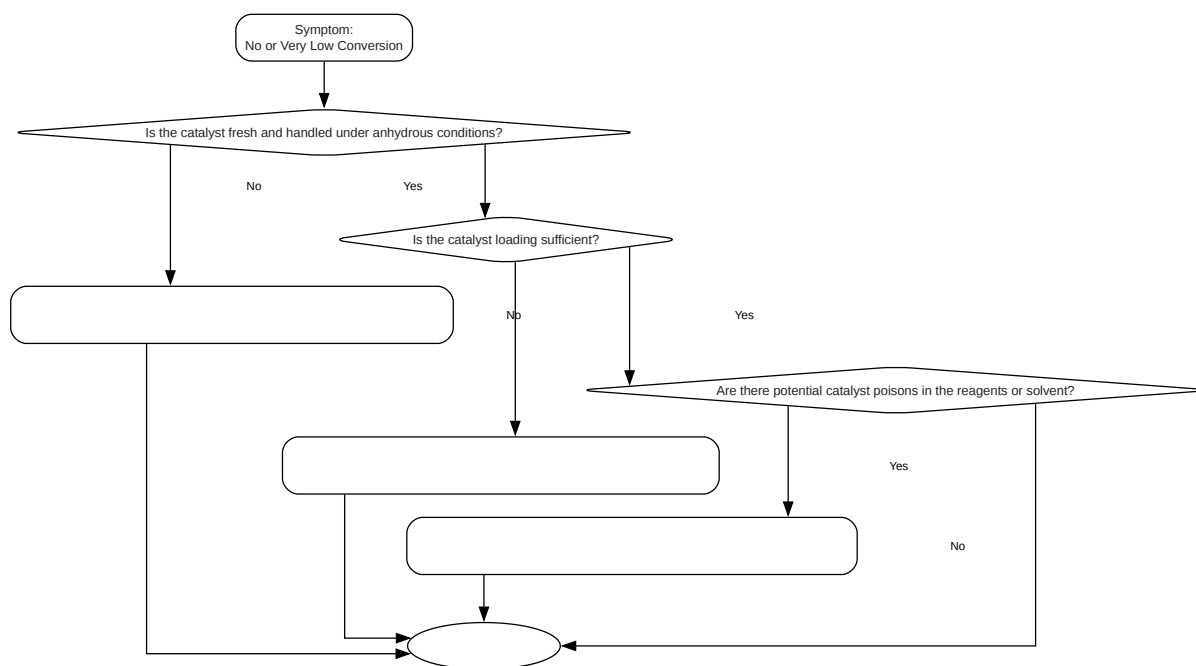 Symptom:
No or Very Low Conversion
Is the catalyst fresh and handled under anhydrous conditions?
No
Yes
Is the catalyst loading sufficient?
No
Yes
Are there potential catalyst poisons in the reagents or solvent?
Yes
No